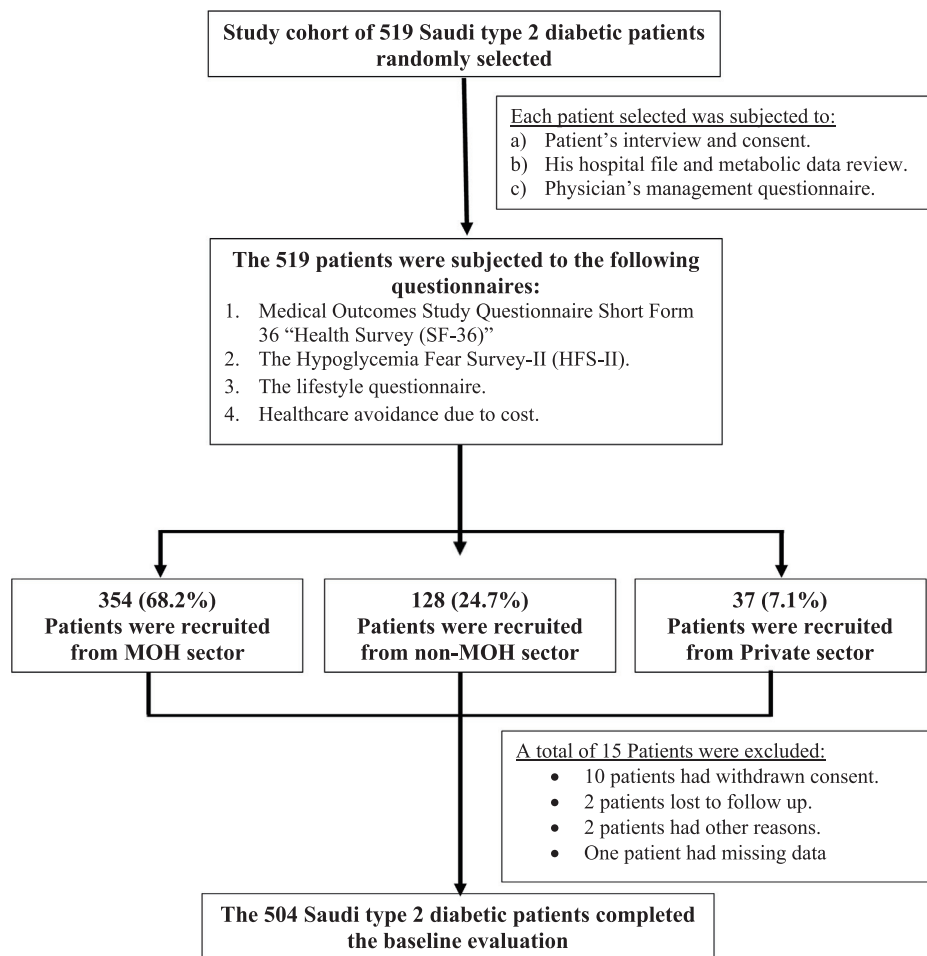 Study cohort of 519 Saudi type 2 diabetic patients
randomly selected
Each patient selected was subjected to:
a) Patient's interview and consent.
b) His hospital file and metabolic data review.
c) Physician's management questionnaire.
The 519 patients were subjected to the following
questionnaires:
1. Medical Outcomes Study Questionnaire Short Form
36 “Health Survey (SF-36)”
2. The Hypoglycemia Fear Survey-II (HFS-II).
3. The lifestyle questionnaire.
4. Healthcare avoidance due to cost.
354 (68.2%)
Patients were recruited
from MOH sector
128 (24.7%)
Patients were recruited
from non-MOH sector
37 (7.1%)
Patients were recruited
from Private sector
A total of 15 Patients were excluded:
• 10 patients had withdrawn consent.
• 2 patients lost to follow up.
• 2 patients had other reasons.
• One patient had missing data
The 504 Saudi type 2 diabetic patients completed
the baseline evaluation